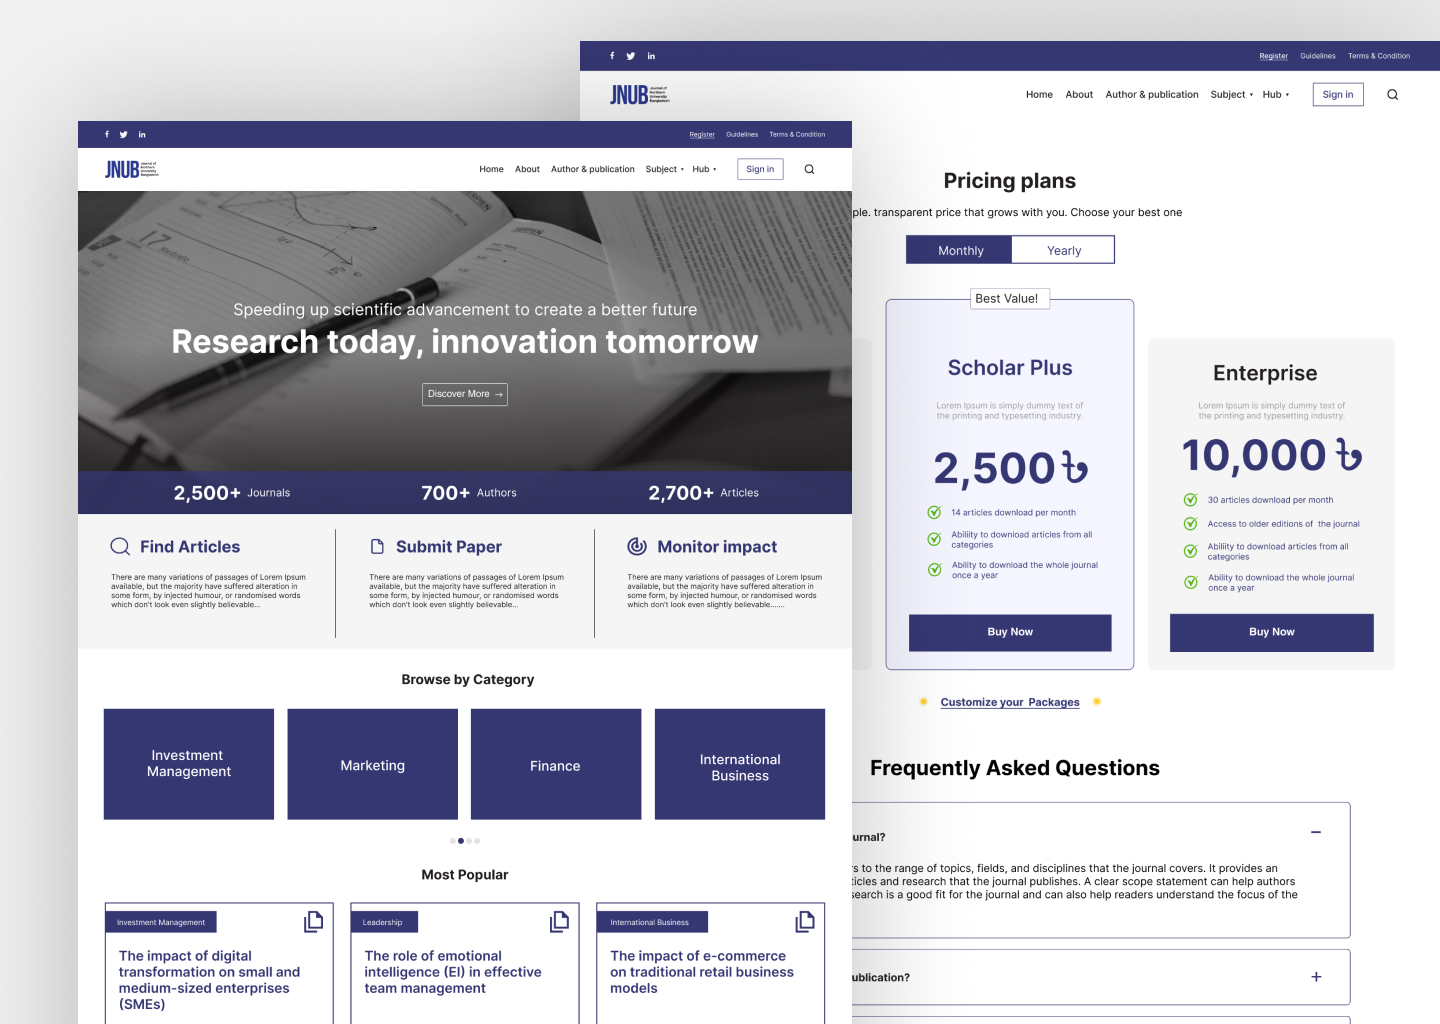 Register Guidelines Terms & Condition
JNUB Journal of
Northern
University
Bangladesh
Home About Author & publication Subject Hub Sign in
Pricing plans
ple. transparent price that grows with you. Choose your best one
Monthly Yearly
Best Value!
Scholar Plus
Lorem Ipsum is simply dummy text of
the printing and typesetting industry.
2,500 ৳
14 articles download per month
Abiliity to download articles from all
categories
Ability to download the whole journal
once a year
Buy Now
Enterprise
Lorem Ipsum is simply dummy text of
the printing and typesetting industry.
10,000 ৳
30 articles download per month
Access to older editions of the journal
Abiliity to download articles from all
categories
Ability to download the whole journal
once a year
Buy Now
Customize your Packages
Frequently Asked Questions
urnal?
rs to the range of topics, fields, and disciplines that the journal covers. It provides an
ticles and research that the journal publishes. A clear scope statement can help authors
search is a good fit for the journal and can also help readers understand the focus of the
ublication?
Register Guidelines Terms & Condition
JNUB Journal of
Northern
University
Bangladesh
Home About Author & publication Subject Hub Sign in
Speeding up scientific advancement to create a better future
Research today, innovation tomorrow
Discover More →
2,500+ Journals 700+ Authors 2,700+ Articles
Find Articles
There are many variations of passages of Lorem Ipsum
available, but the majority have suffered alteration in
some form, by injected humour, or randomised words
which don't look even slightly believable...
Submit Paper
There are many variations of passages of Lorem Ipsum
available, but the majority have suffered alteration in
some form, by injected humour, or randomised words
which don't look even slightly believable...
Monitor impact
There are many variations of passages of Lorem Ipsum
available, but the majority have suffered alteration in
some form, by injected humour, or randomised words
which don't look even slightly believable.......
Browse by Category
Investment
Management
Marketing
Finance
International
Business
Most Popular
Investment Management
The impact of digital
transformation on small and
medium-sized enterprises
(SMEs)
Leadership
The role of emotional
intelligence (EI) in effective
team management
International Business
The impact of e-commerce
on traditional retail business
models